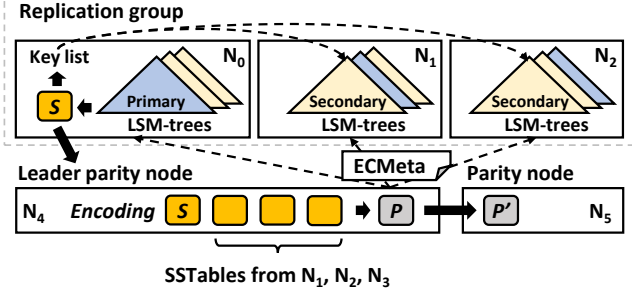 Replication group
Key list
N0
N1
N2
S
Primary
Secondary
Secondary
LSM-trees
LSM-trees
LSM-trees
Leader parity node
ECMeta
Parity node
N4
Encoding
S
P
P'
N5
SSTables from N1, N2, N3